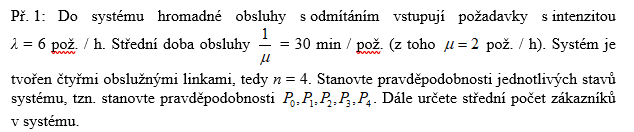 Př. 1: Do systému hromadné obsluhy s odmítáním vstupují požadavky s intenzitou
λ = 6 pož. / h. Střední doba obsluhy 1/μ = 30 min / pož. (z toho μ = 2 pož. / h). Systém je
tvořen čtyřmi obslužnými linkami, tedy n = 4. Stanovte pravděpodobnosti jednotlivých stavů
systému, tzn. stanovte pravděpodobnosti P₀, P₁, P₂, P₃, P₄. Dále určete střední počet zákazníků
v systému.